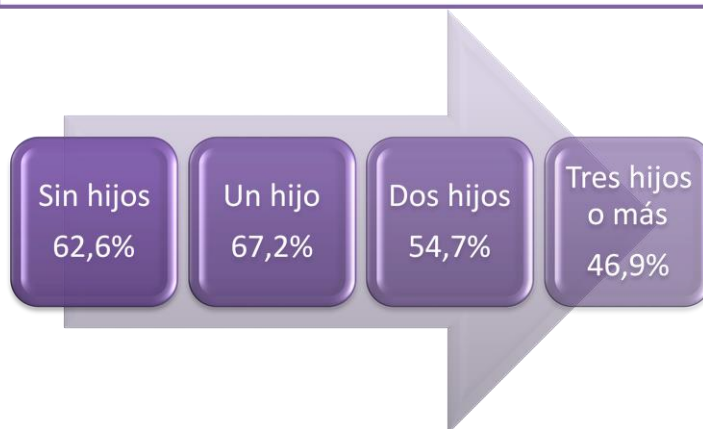 Sin hijos
62,6%
Un hijo
67,2%
Dos hijos
54,7%
Tres hijos
o más
46,9%